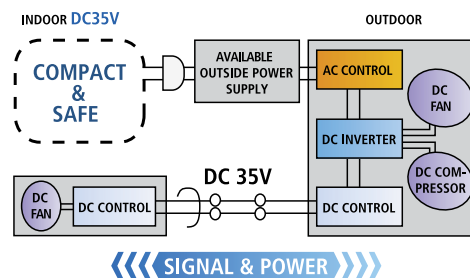 INDOOR DC35V
OUTDOOR
COMPACT
&
SAFE
AVAILABLE
OUTSIDE POWER
SUPPLY
AC CONTROL
DC
FAN
DC INVERTER
DC COM-
PRESSOR
DC 35V
DC
FAN
DC CONTROL
DC CONTROL
SIGNAL & POWER